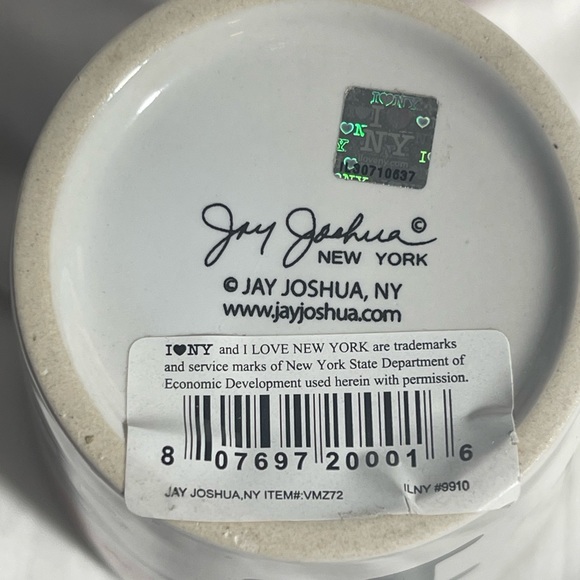 I♥NY
I
♥N
NY
Y
I
♥
IL30710637
NY
Jay Joshua©
NEW YORK
© JAY JOSHUA, NY
www.jayjoshua.com
I♥NY and I LOVE NEW YORK are trademarks
and service marks of New York State Department of
Economic Development used herein with permission.
8 07697 20001 6
JAY JOSHUA,NY ITEM#:VMZ72 ILNY #9910